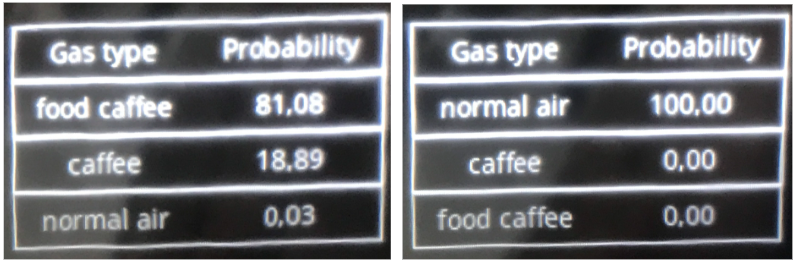 Gas type Probability
food caffee 81,08
caffee 18,89
normal air 0,03
Gas type Probability
normal air 100,00
caffee 0,00
food caffee 0,00